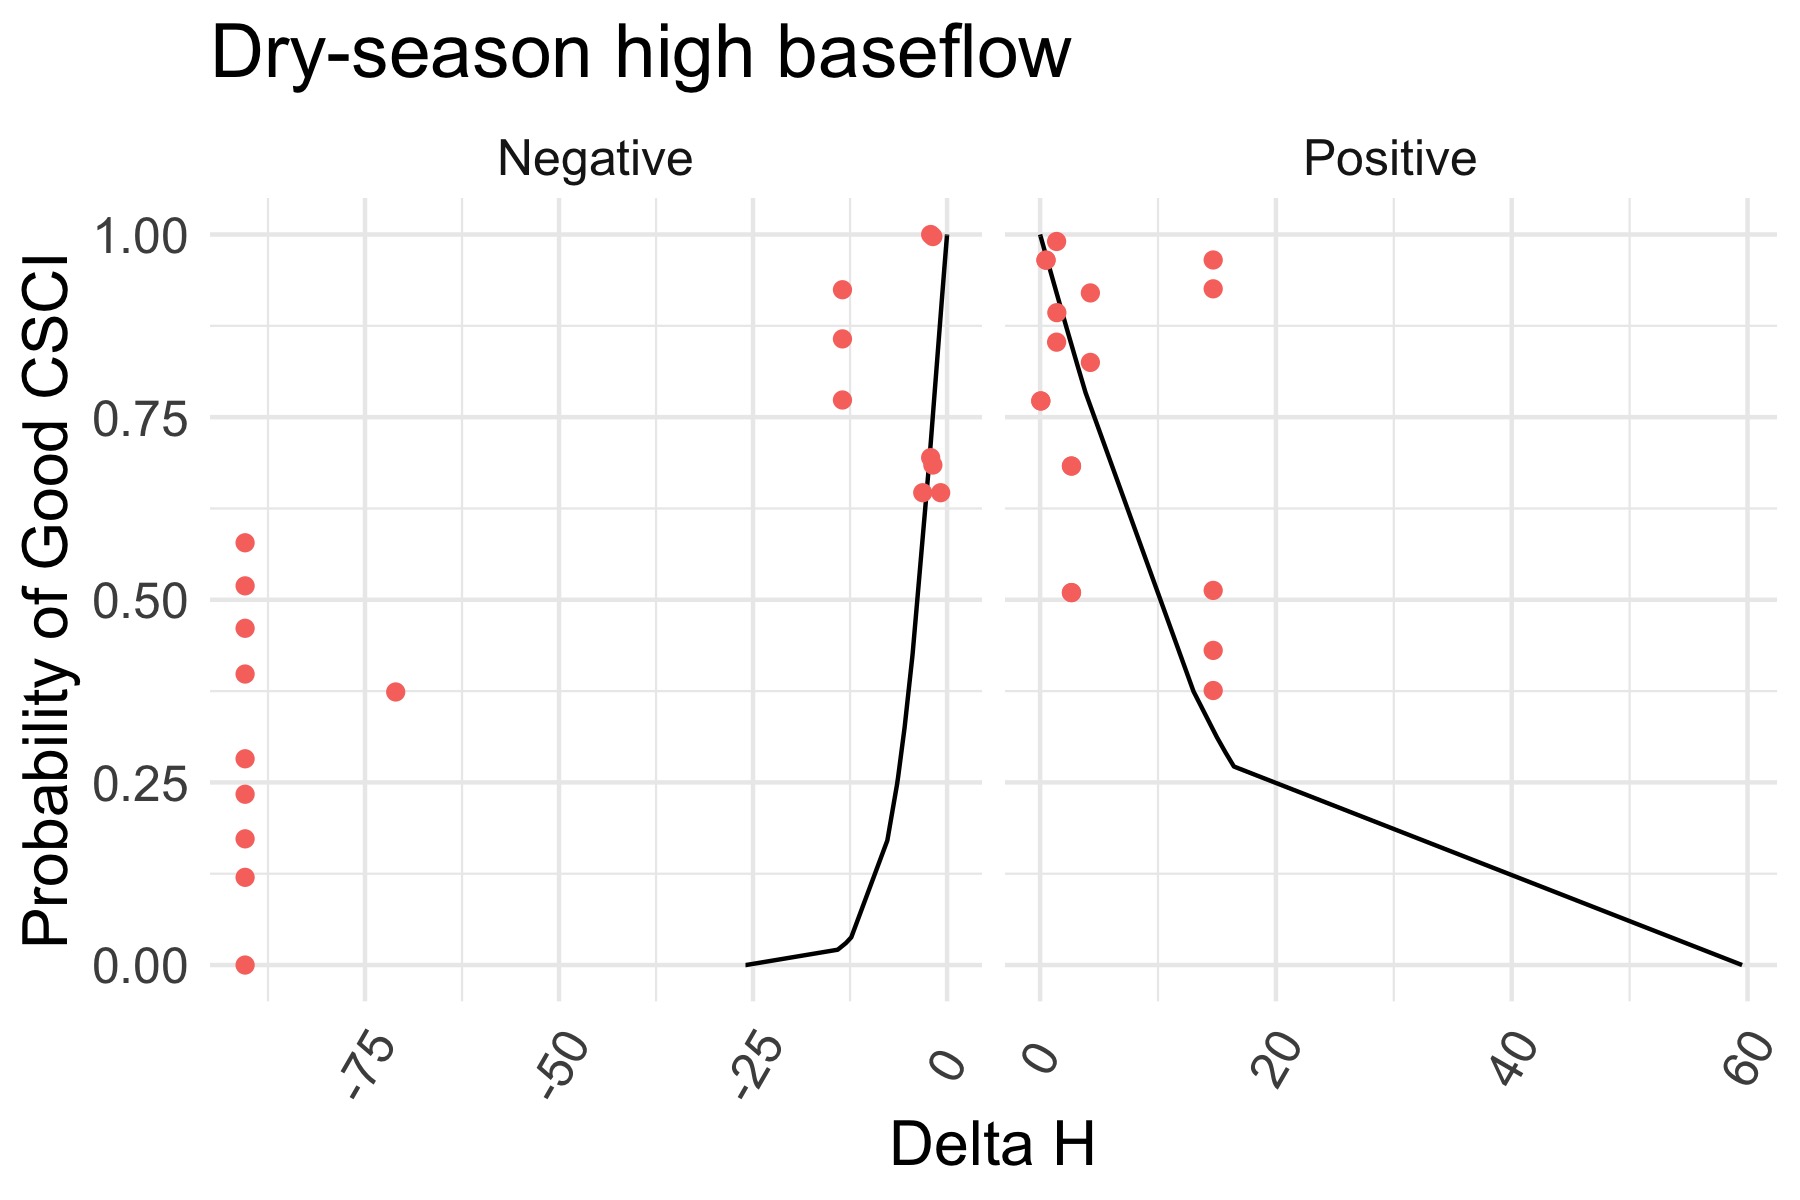 Dry-season high baseflow
Negative
Positive
Probability of Good CSCI
1.00
0.75
0.50
0.25
0.00
-75
-50
-25
0
0
20
40
60
Delta H